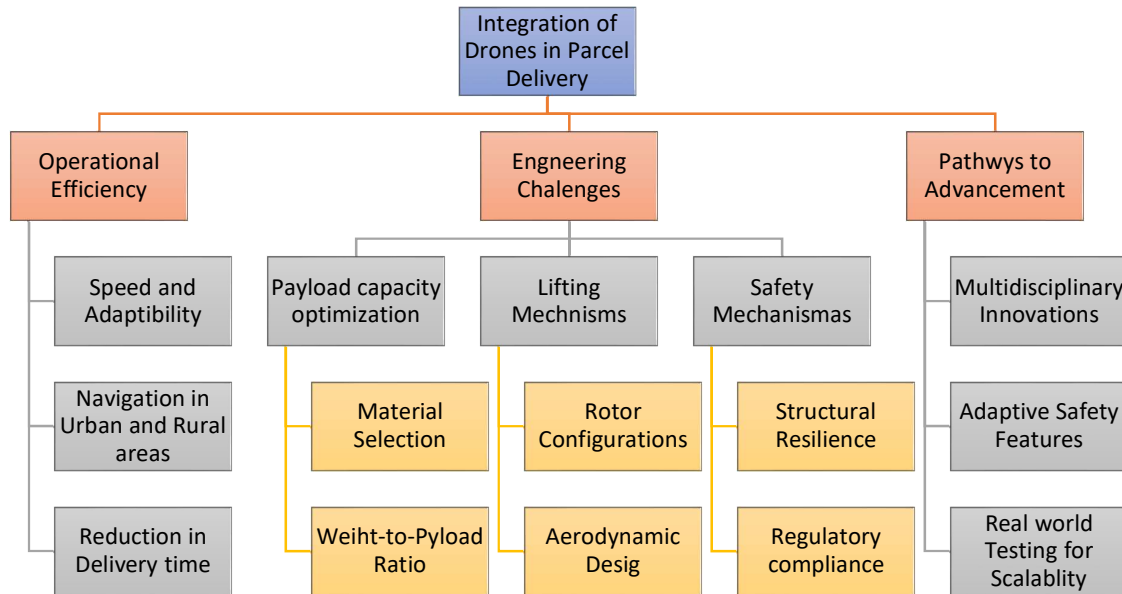 Integration of
Drones in Parcel
Delivery
Operational
Efficiency
Engneering
Chalenges
Pathwys to
Advancement
Speed and
Adaptibility
Payload capacity
optimization
Lifting
Mechnisms
Safety
Mechanismas
Multidisciplinary
Innovations
Navigation in
Urban and Rural
areas
Material
Selection
Rotor
Configurations
Structural
Resilience
Adaptive Safety
Features
Reduction in
Delivery time
Weiht-to-Pyload
Ratio
Aerodynamic
Desig
Regulatory
compliance
Real world
Testing for
Scalablity